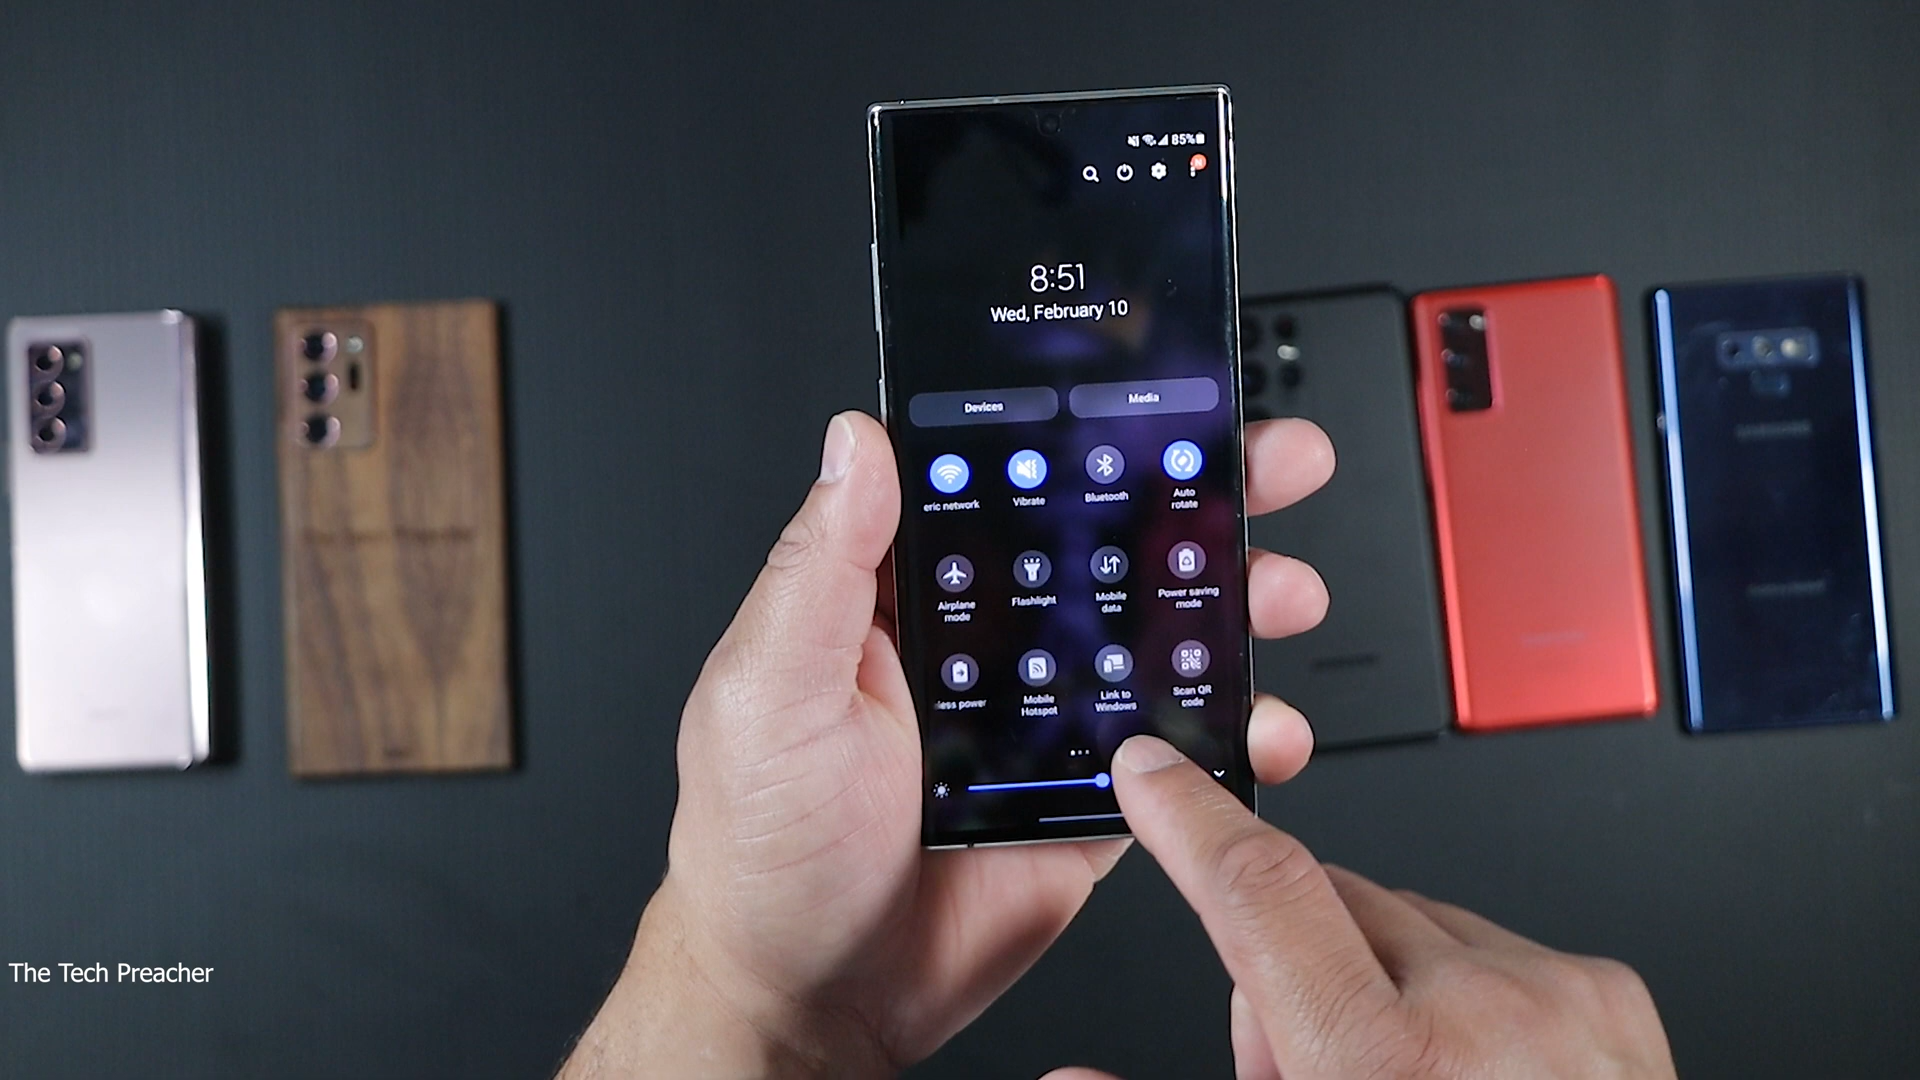 85%
N
8:51
Wed, February 10
Devices
Media
eric network
Vibrate
Bluetooth
Auto
rotate
Airplane
mode
Flashlight
Mobile
data
Power saving
mode
less power
Mobile
Hotspot
Link to
Windows
Scan QR
code
SAMSUNG
The Tech Preacher